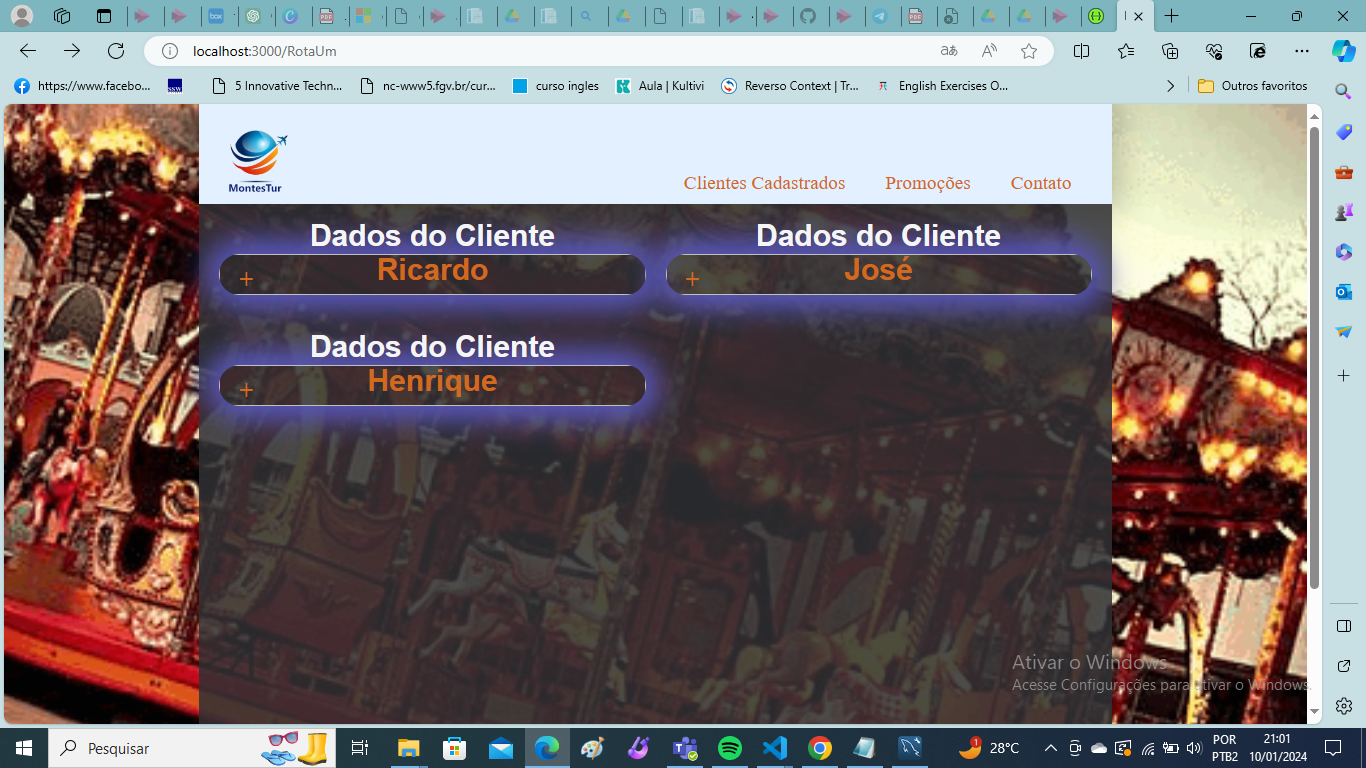 localhost:3000/RotaUm
https://www.facebo...
5 Innovative Techn...
nc-www5.fgv.br/cur...
curso ingles
Aula | Kultivi
Reverso Context | Tr...
English Exercises O...
Outros favoritos
MontesTur
Clientes Cadastrados
Promoções
Contato
Dados do Cliente
Dados do Cliente
+ Ricardo
+ José
Dados do Cliente
+ Henrique
Ativar o Windows
Acesse Configurações para ativar o Windows.
Pesquisar
28°C
POR
PTB2
21:01
10/01/2024